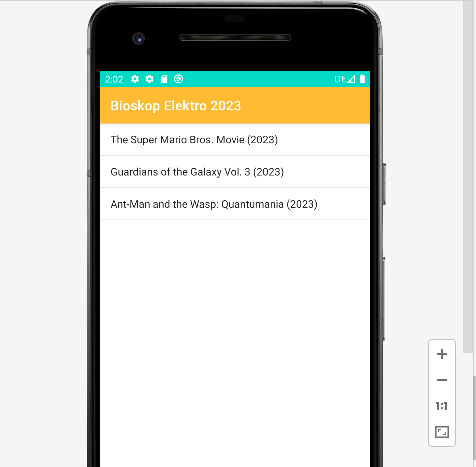 2:02 LTE
Bioskop Elektro 2023
The Super Mario Bros. Movie (2023)
Guardians of the Galaxy Vol. 3 (2023)
Ant-Man and the Wasp: Quantumania (2023)
1:1